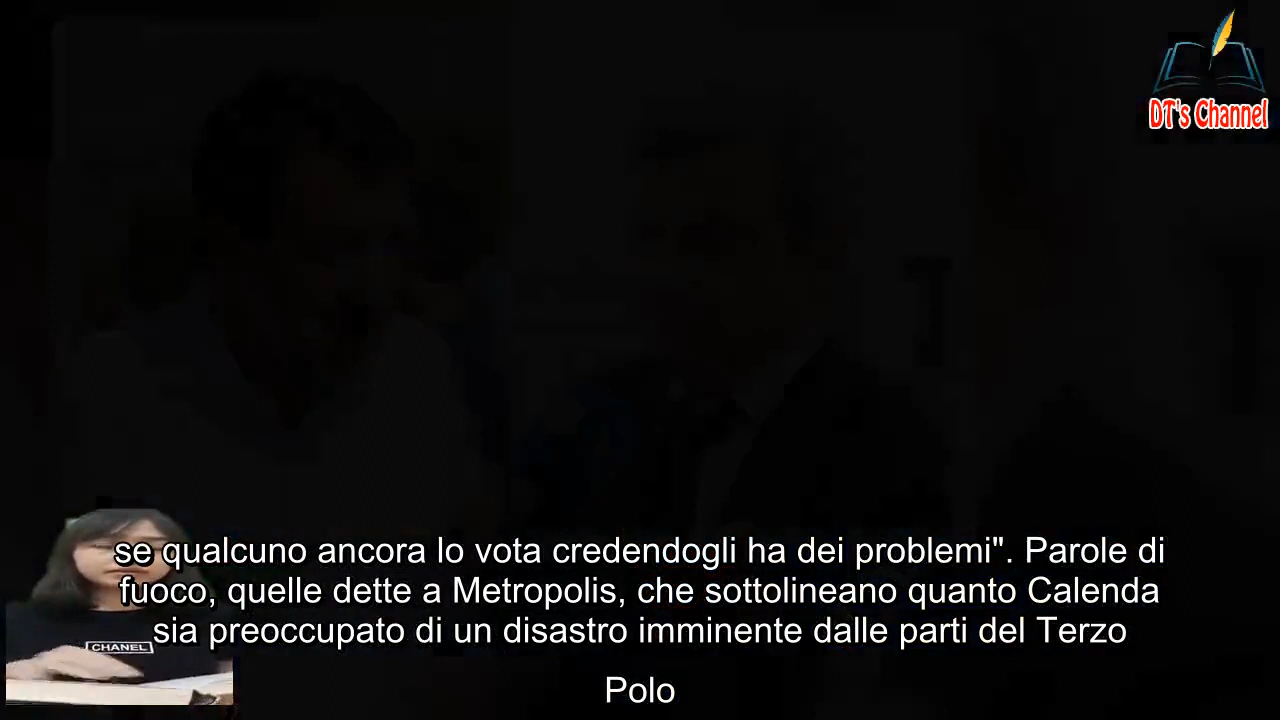 DT's Channel
se qualcuno ancora lo vota credendogli ha dei problemi". Parole di
fuoco, quelle dette a Metropolis, che sottolineano quanto Calenda
sia preoccupato di un disastro imminente dalle parti del Terzo
Polo
CHANEL